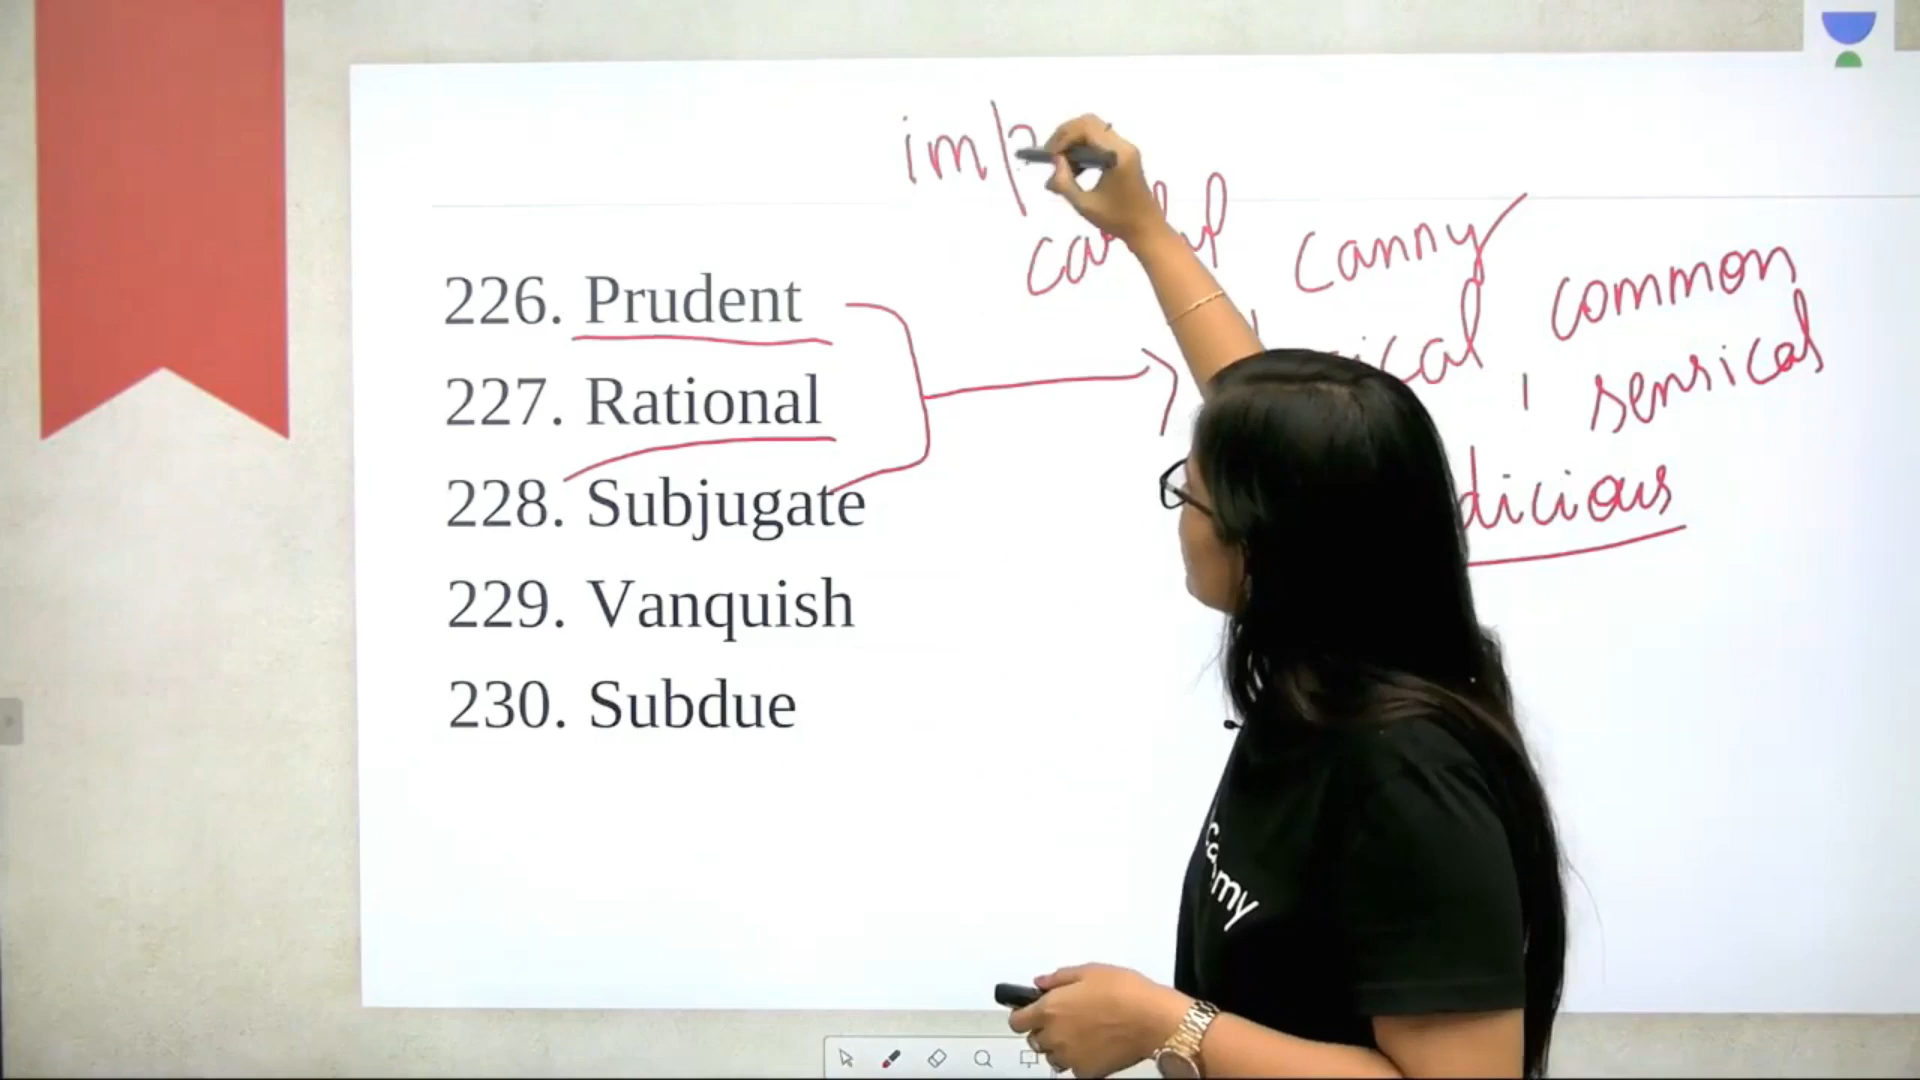 im
canny
common
sensical
226. Prudent
227. Rational
228. Subjugate
229. Vanquish
230. Subdue